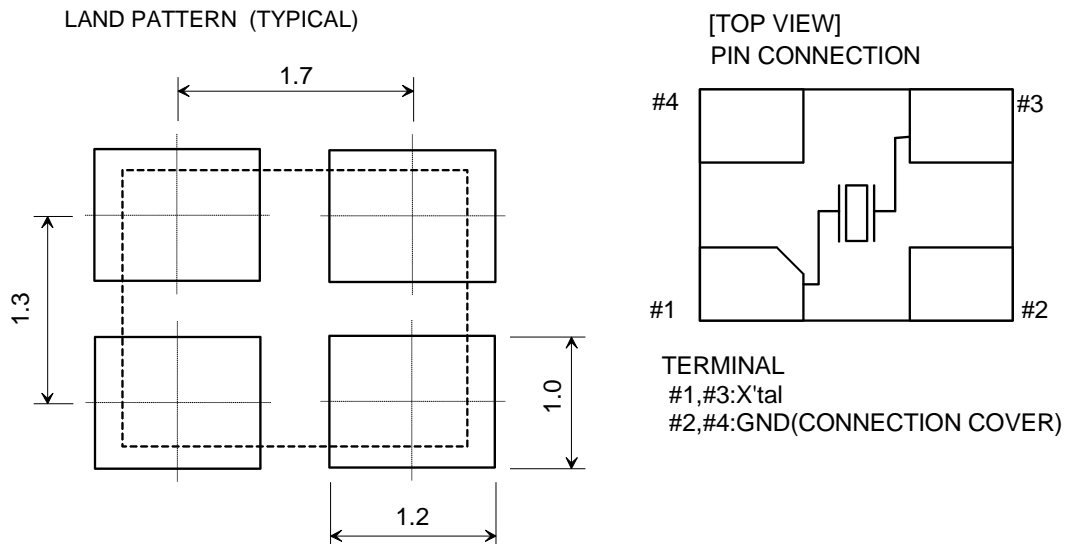 LAND PATTERN (TYPICAL)
1.7
1.3
1.0
1.2
[TOP VIEW]
PIN CONNECTION
#4
#3
#1
#2
TERMINAL
#1,#3:X'tal
#2,#4:GND(CONNECTION COVER)